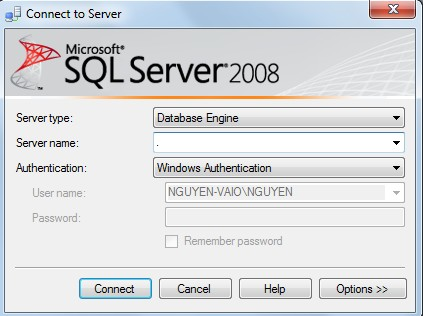 Connect to Server
Microsoft®
SQL Server® 2008
Server type: Database Engine
Server name: .
Authentication: Windows Authentication
User name: NGUYEN-VAIO\NGUYEN
Password:
Remember password
Connect Cancel Help Options >>